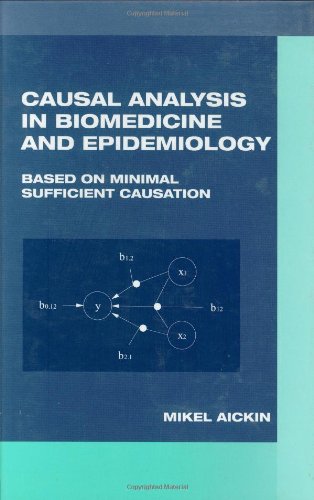 CAUSAL ANALYSIS
IN BIOMEDICINE
AND EPIDEMIOLOGY
BASED ON MINIMAL
SUFFICIENT CAUSATION
b1.2
x1
b0.12
y
b12
x2
b2.1
MIKEL AICKIN